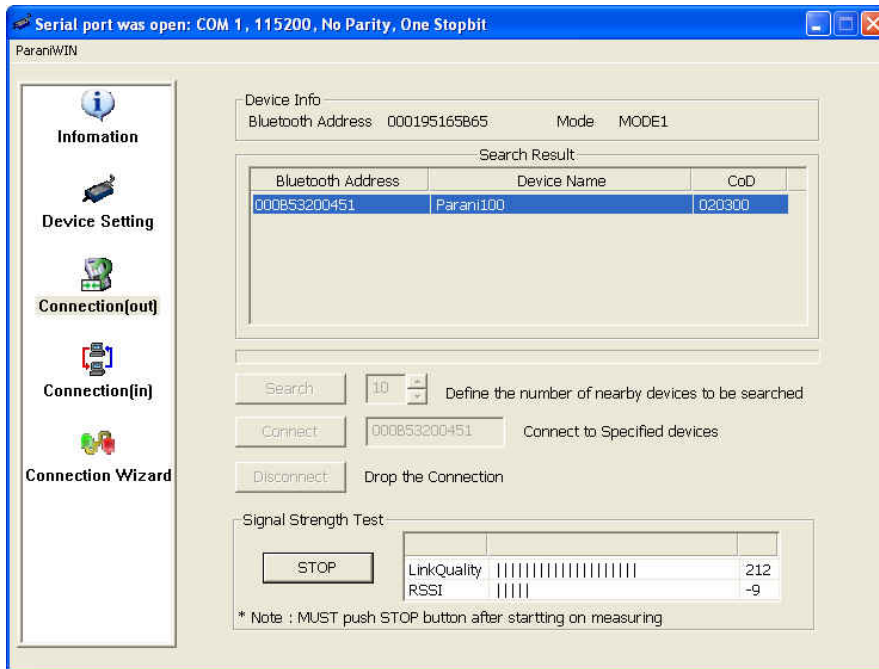 Serial port was open: COM 1, 115200, No Parity, One Stopbit
ParaniWIN
Infomation
Device Setting
Connection(out)
Connection(in)
Connection Wizard
Device Info
Bluetooth Address 000195165B65 Mode MODE1
Search Result
Bluetooth Address Device Name CoD
000B53200451 Parani100 020300
Search 10 Define the number of nearby devices to be searched
Connect 000B53200451 Connect to Specified devices
Disconnect Drop the Connection
Signal Strength Test
STOP
LinkQuality |||||||||||||||||||| 212
RSSI ||||| -9
* Note : MUST push STOP button after startting on measuring